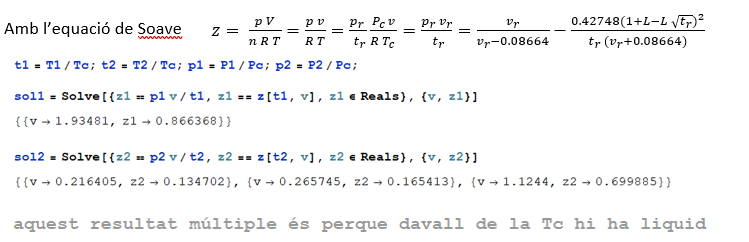 Amb l’equació de Soave Z = p V / n R T = p v / R T = p_r / t_r P_c v / R T_c = p_r v_r / t_r = v_r / v_r−0.08664 − 0.42748(1+L−L √t_r)² / t_r (v_r+0.08664)
t1 = T1 / Tc; t2 = T2 / Tc; p1 = P1 / Pc; p2 = P2 / Pc;
sol1 = Solve[{z1 == p1 v / t1, z1 == z[t1, v], z1 ∈ Reals}, {v, z1}]
{{v → 1.93481, z1 → 0.866368}}
sol2 = Solve[{z2 == p2 v / t2, z2 == z[t2, v], z2 ∈ Reals}, {v, z2}]
{{v → 0.216405, z2 → 0.134702}, {v → 0.265745, z2 → 0.165413}, {v → 1.1244, z2 → 0.699885}}
aquest resultat múltiple és perque davall de la Tc hi ha liquid